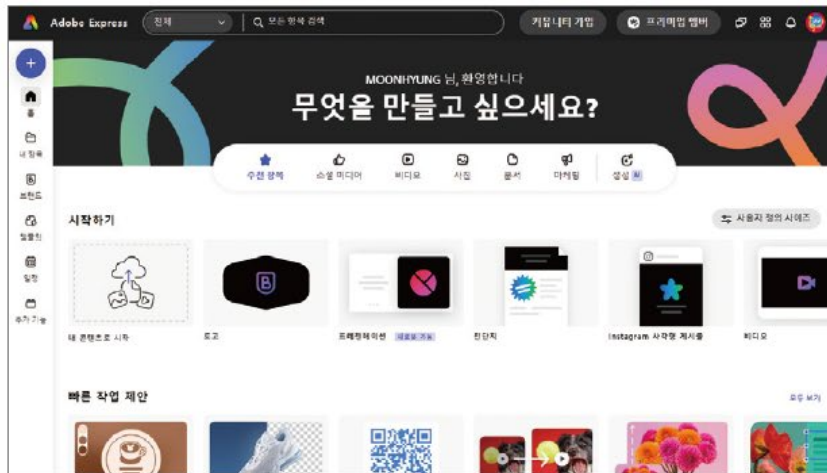 Adobe Express
전체
모든 항목 검색
커뮤니티 가입
프리미엄 멤버
MOONHYUNG 님, 환영합니다
무엇을 만들고 싶으세요?
홈
내 항목
브랜드
일정
추가 기능
추천 항목
소셜 미디어
비디오
사진
문서
마케팅
생성 AI
시작하기
사용자 정의 사이즈
내 콘텐츠로 시작
로고
프레젠테이션
새로운 기능
전단지
Instagram 사각형 게시물
비디오
빠른 작업 제안
모두 보기